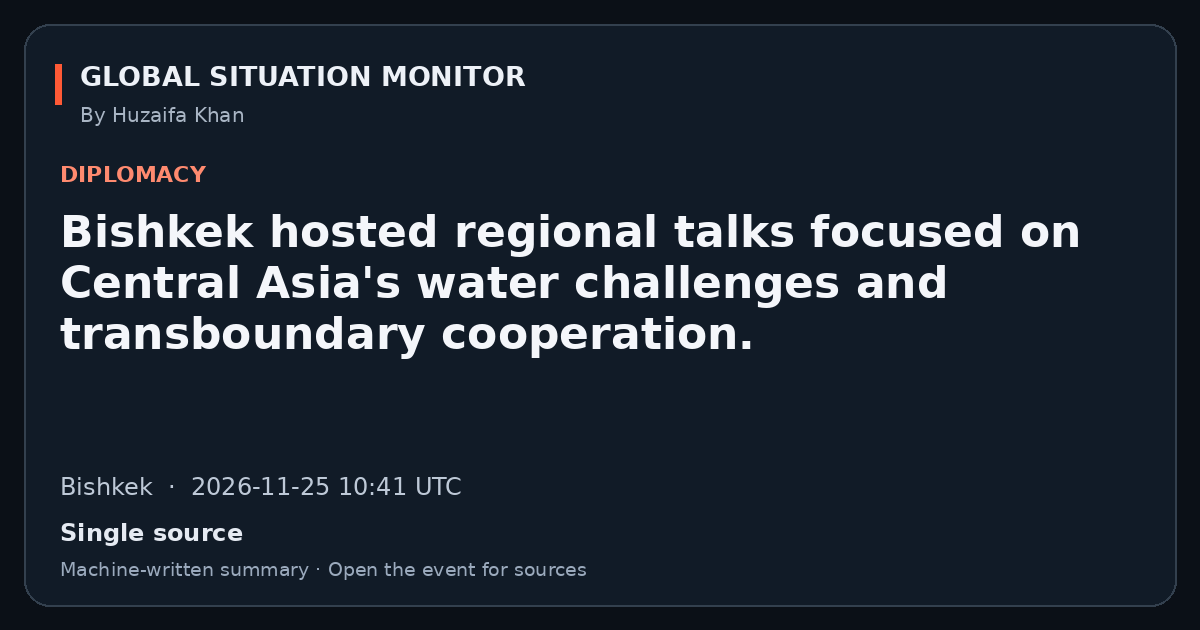 GLOBAL SITUATION MONITOR
By Huzaifa Khan
DIPLOMACY
Bishkek hosted regional talks focused on
Central Asia's water challenges and
transboundary cooperation.
Bishkek · 2026-11-25 10:41 UTC
Single source
Machine-written summary · Open the event for sources